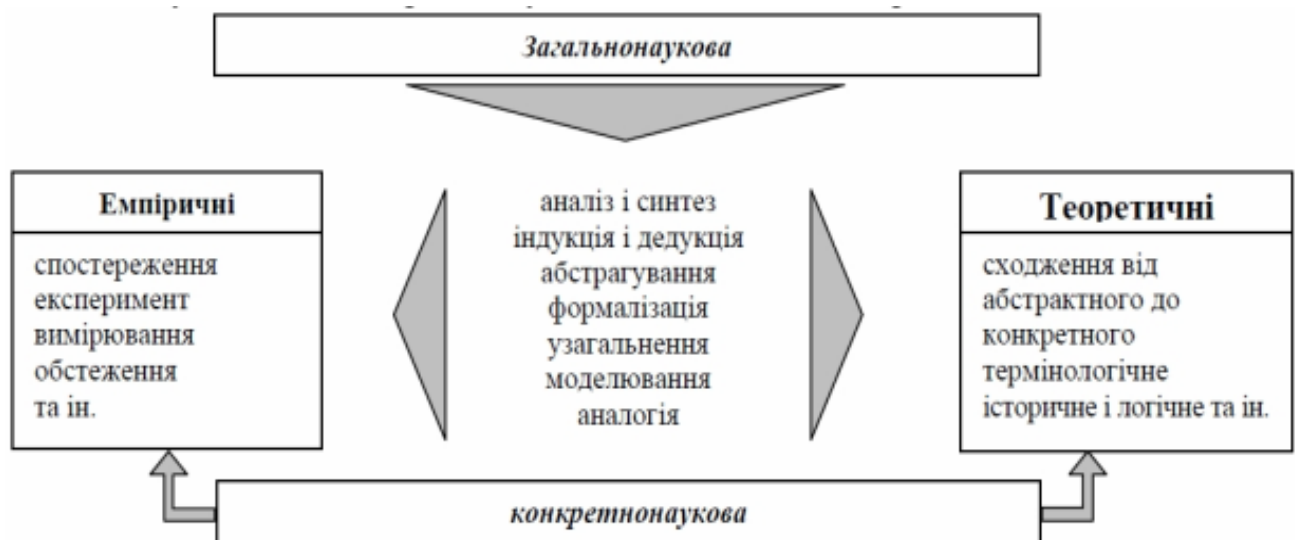 Загальнонаукова
Емпіричні
спостереження
експеримент
вимірювання
обстеження
та ін.
аналіз і синтез
індукція і дедукція
абстрагування
формалізація
узагальнення
моделювання
аналогія
Теоретичні
сходження від
абстрактного до
конкретного
термінологічне
історичне і логічне та ін.
конкретнонаукова